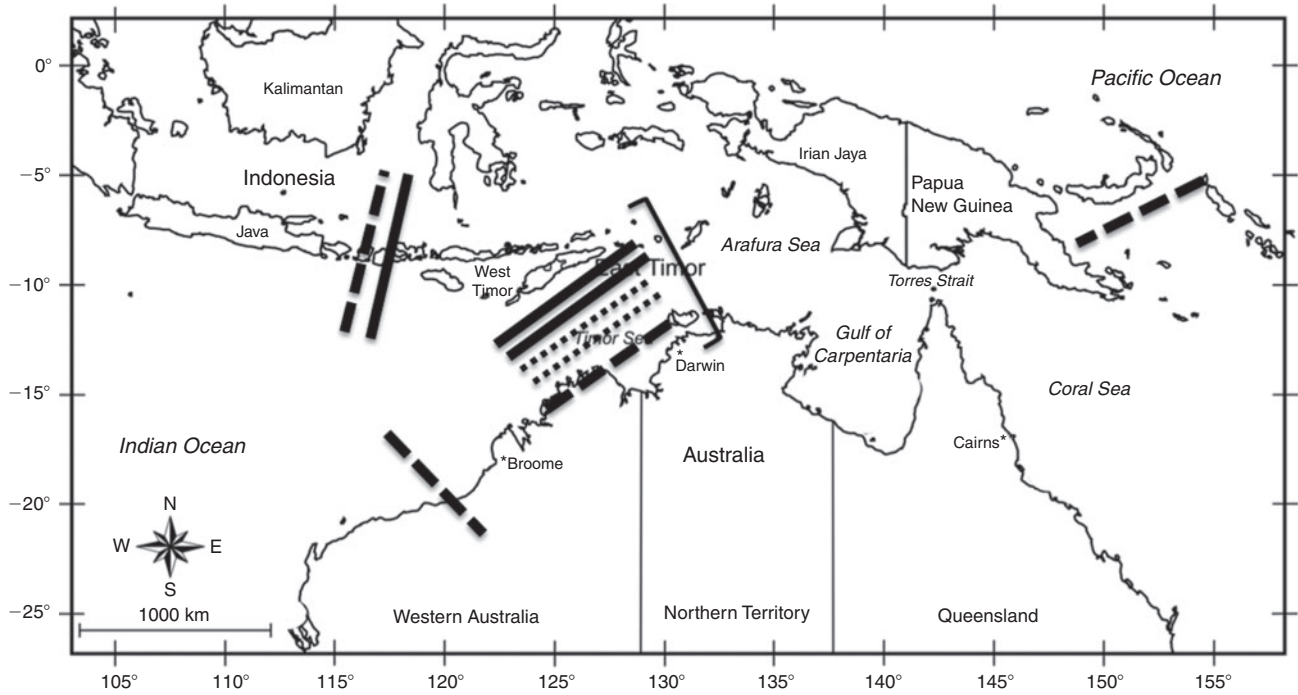 0°
Pacific Ocean
Kalimantan
Irian Jaya
−5°
Indonesia
Papua
New Guinea
Java
Arafura Sea
West
Timor
East Timor
−10°
Torres Strait
Timor Sea
Gulf of
Carpentaria
*
Darwin
−15°
Coral Sea
Indian Ocean
*Broome
Australia
Cairns*
−20°
N
W E
S
1000 km
−25°
Western Australia
Northern Territory
Queensland
105° 110° 115° 120° 125° 130° 135° 140° 145° 150° 155°